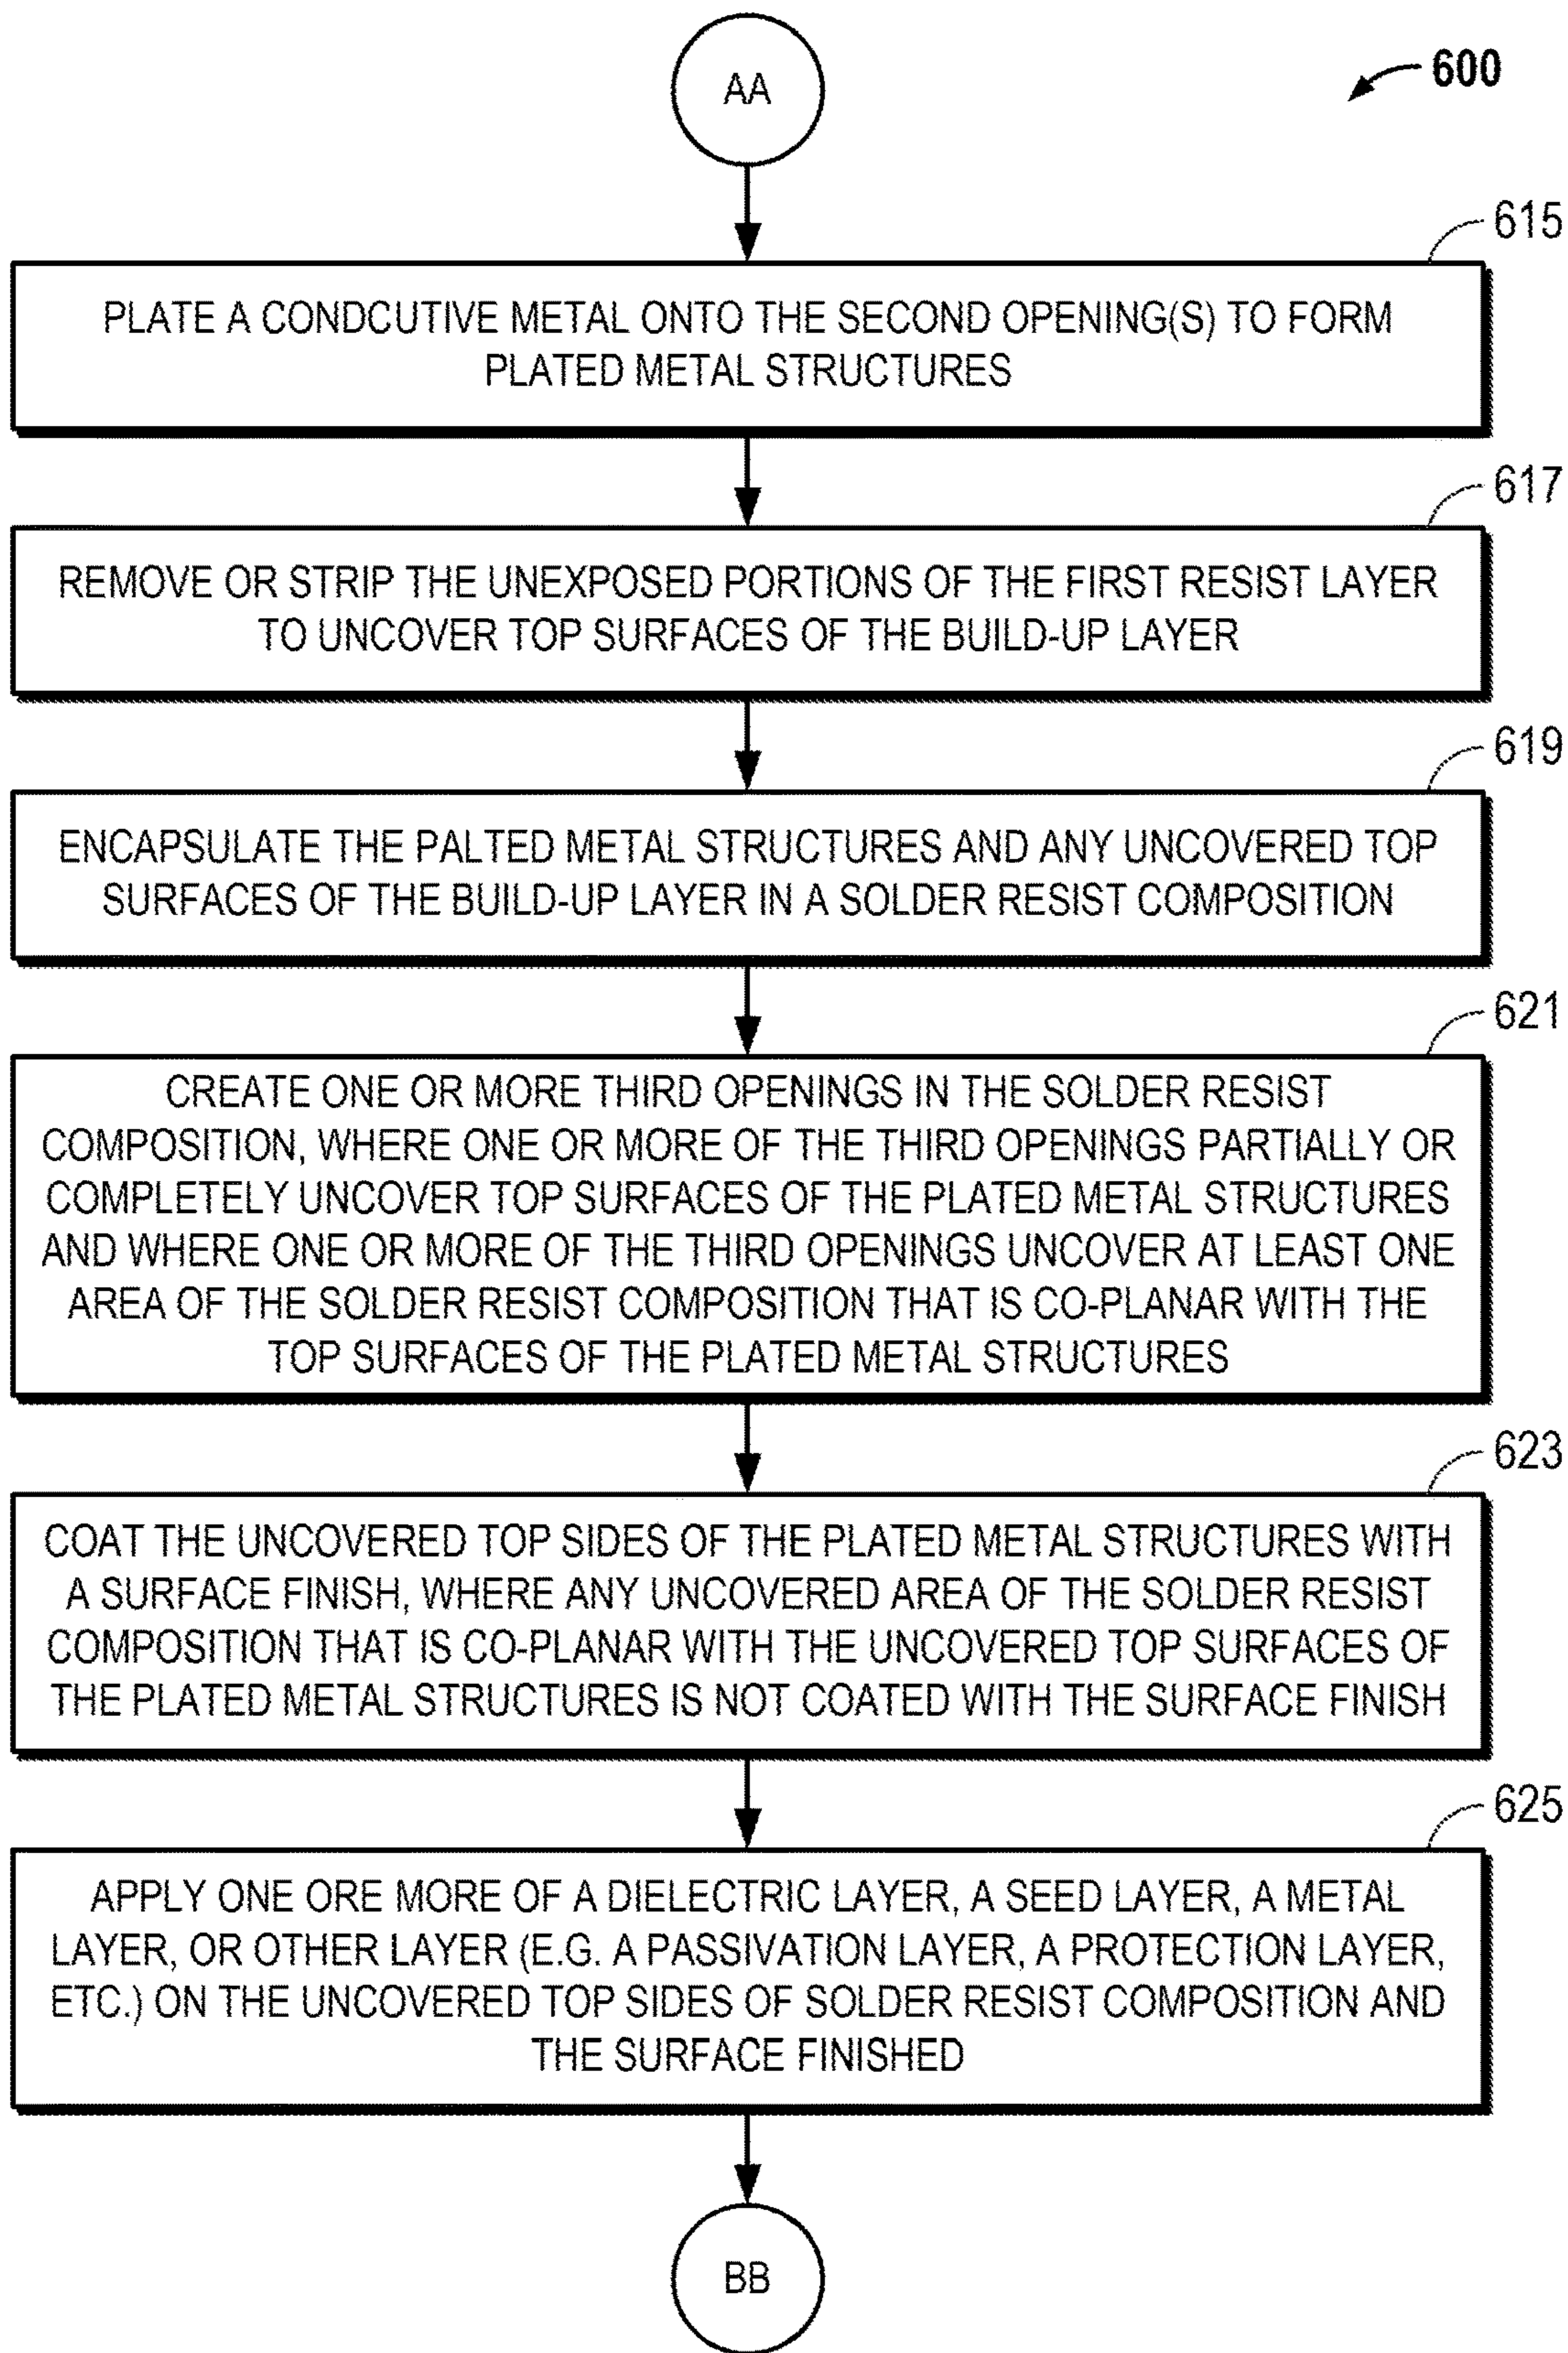 AA
600
615
PLATE A CONDCUTIVE METAL ONTO THE SECOND OPENING(S) TO FORM
PLATED METAL STRUCTURES
617
REMOVE OR STRIP THE UNEXPOSED PORTIONS OF THE FIRST RESIST LAYER
TO UNCOVER TOP SURFACES OF THE BUILD-UP LAYER
619
ENCAPSULATE THE PALTED METAL STRUCTURES AND ANY UNCOVERED TOP
SURFACES OF THE BUILD-UP LAYER IN A SOLDER RESIST COMPOSITION
621
CREATE ONE OR MORE THIRD OPENINGS IN THE SOLDER RESIST
COMPOSITION, WHERE ONE OR MORE OF THE THIRD OPENINGS PARTIALLY OR
COMPLETELY UNCOVER TOP SURFACES OF THE PLATED METAL STRUCTURES
AND WHERE ONE OR MORE OF THE THIRD OPENINGS UNCOVER AT LEAST ONE
AREA OF THE SOLDER RESIST COMPOSITION THAT IS CO-PLANAR WITH THE
TOP SURFACES OF THE PLATED METAL STRUCTURES
623
COAT THE UNCOVERED TOP SIDES OF THE PLATED METAL STRUCTURES WITH
A SURFACE FINISH, WHERE ANY UNCOVERED AREA OF THE SOLDER RESIST
COMPOSITION THAT IS CO-PLANAR WITH THE UNCOVERED TOP SURFACES OF
THE PLATED METAL STRUCTURES IS NOT COATED WITH THE SURFACE FINISH
625
APPLY ONE ORE MORE OF A DIELECTRIC LAYER, A SEED LAYER, A METAL
LAYER, OR OTHER LAYER (E.G. A PASSIVATION LAYER, A PROTECTION LAYER,
ETC.) ON THE UNCOVERED TOP SIDES OF SOLDER RESIST COMPOSITION AND
THE SURFACE FINISHED
BB